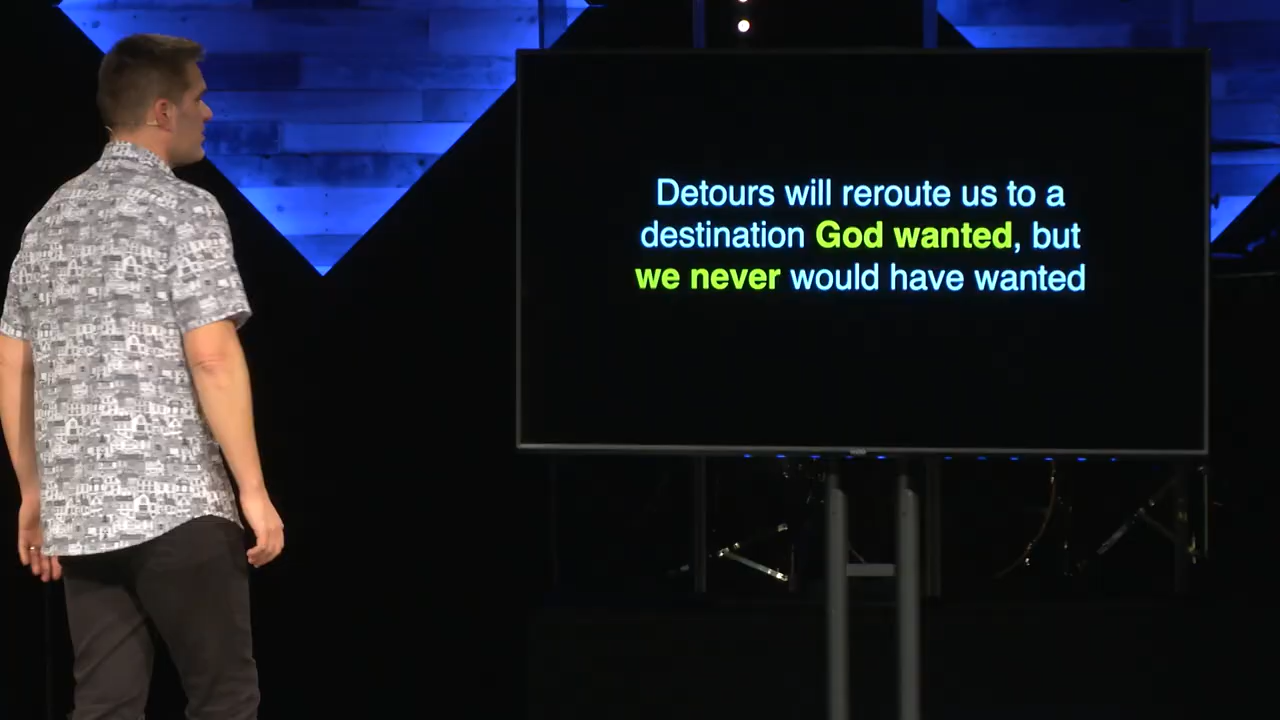 Detours will reroute us to a
destination God wanted, but
we never would have wanted